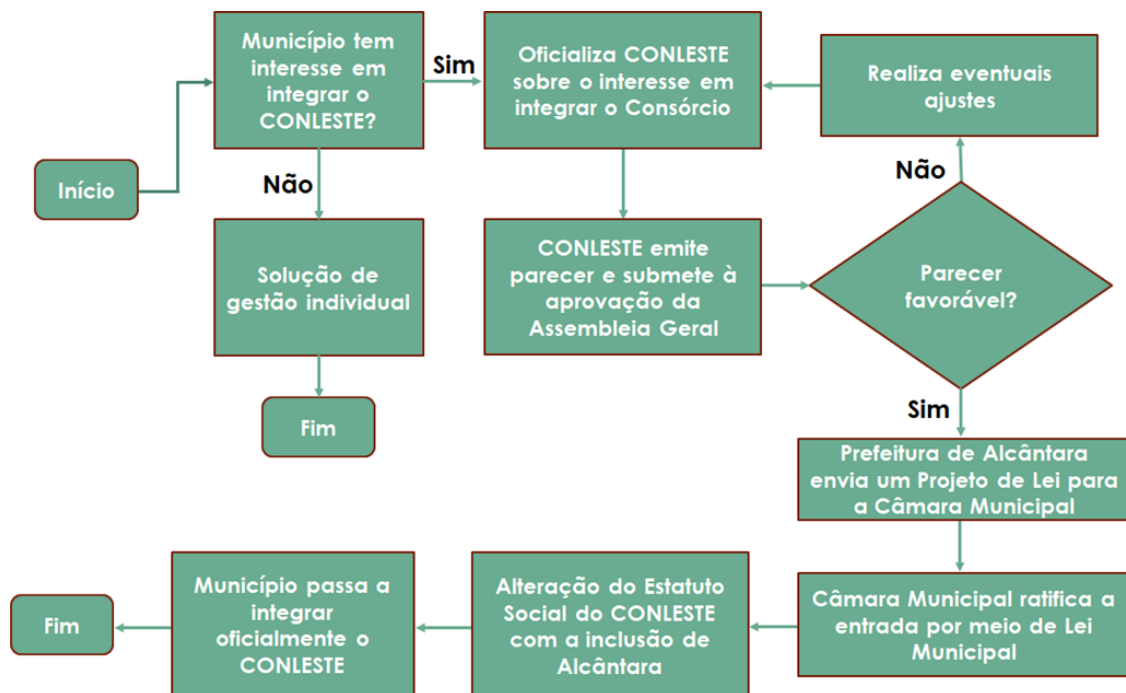 Início
Município tem
interesse em
integrar o
CONLESTE?
Sim
Não
Solução de
gestão individual
Fim
Oficializa CONLESTE
sobre o interesse em
integrar o Consórcio
CONLESTE emite
parecer e submete à
aprovação da
Assembleia Geral
Parecer
favorável?
Não
Realiza eventuais
ajustes
Sim
Prefeitura de Alcântara
envia um Projeto de Lei para
a Câmara Municipal
Câmara Municipal ratifica a
entrada por meio de Lei
Municipal
Alteração do Estatuto
Social do CONLESTE
com a inclusão de
Alcântara
Município passa a
integrar
oficialmente o
CONLESTE
Fim